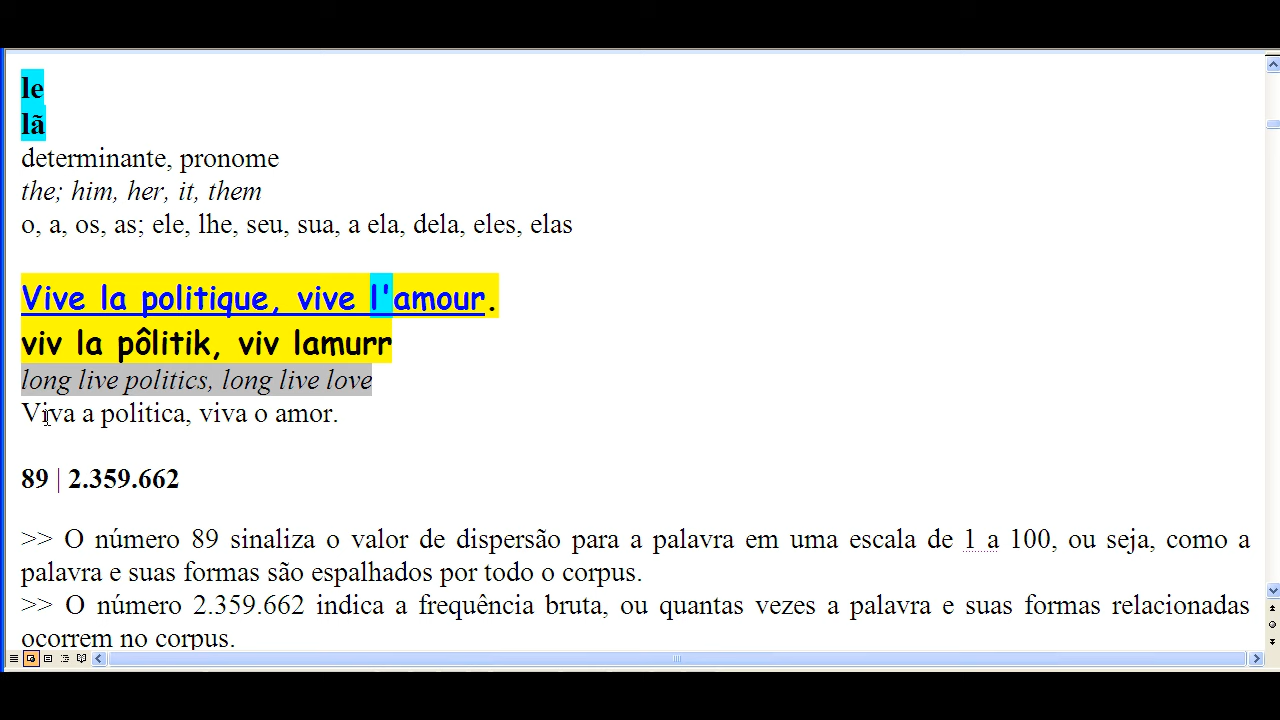 le
lã
determinante, pronome
the; him, her, it, them
o, a, os, as; ele, lhe, seu, sua, a ela, dela, eles, elas
Vive la politique, vive l'amour.
viv la pôlitik, viv lamurr
long live politics, long live love
Viva a politica, viva o amor.
89 | 2.359.662
>> O número 89 sinaliza o valor de dispersão para a palavra em uma escala de 1 a 100, ou seja, como a
palavra e suas formas são espalhados por todo o corpus.
>> O número 2.359.662 indica a frequência bruta, ou quantas vezes a palavra e suas formas relacionadas
ocorrem no corpus.